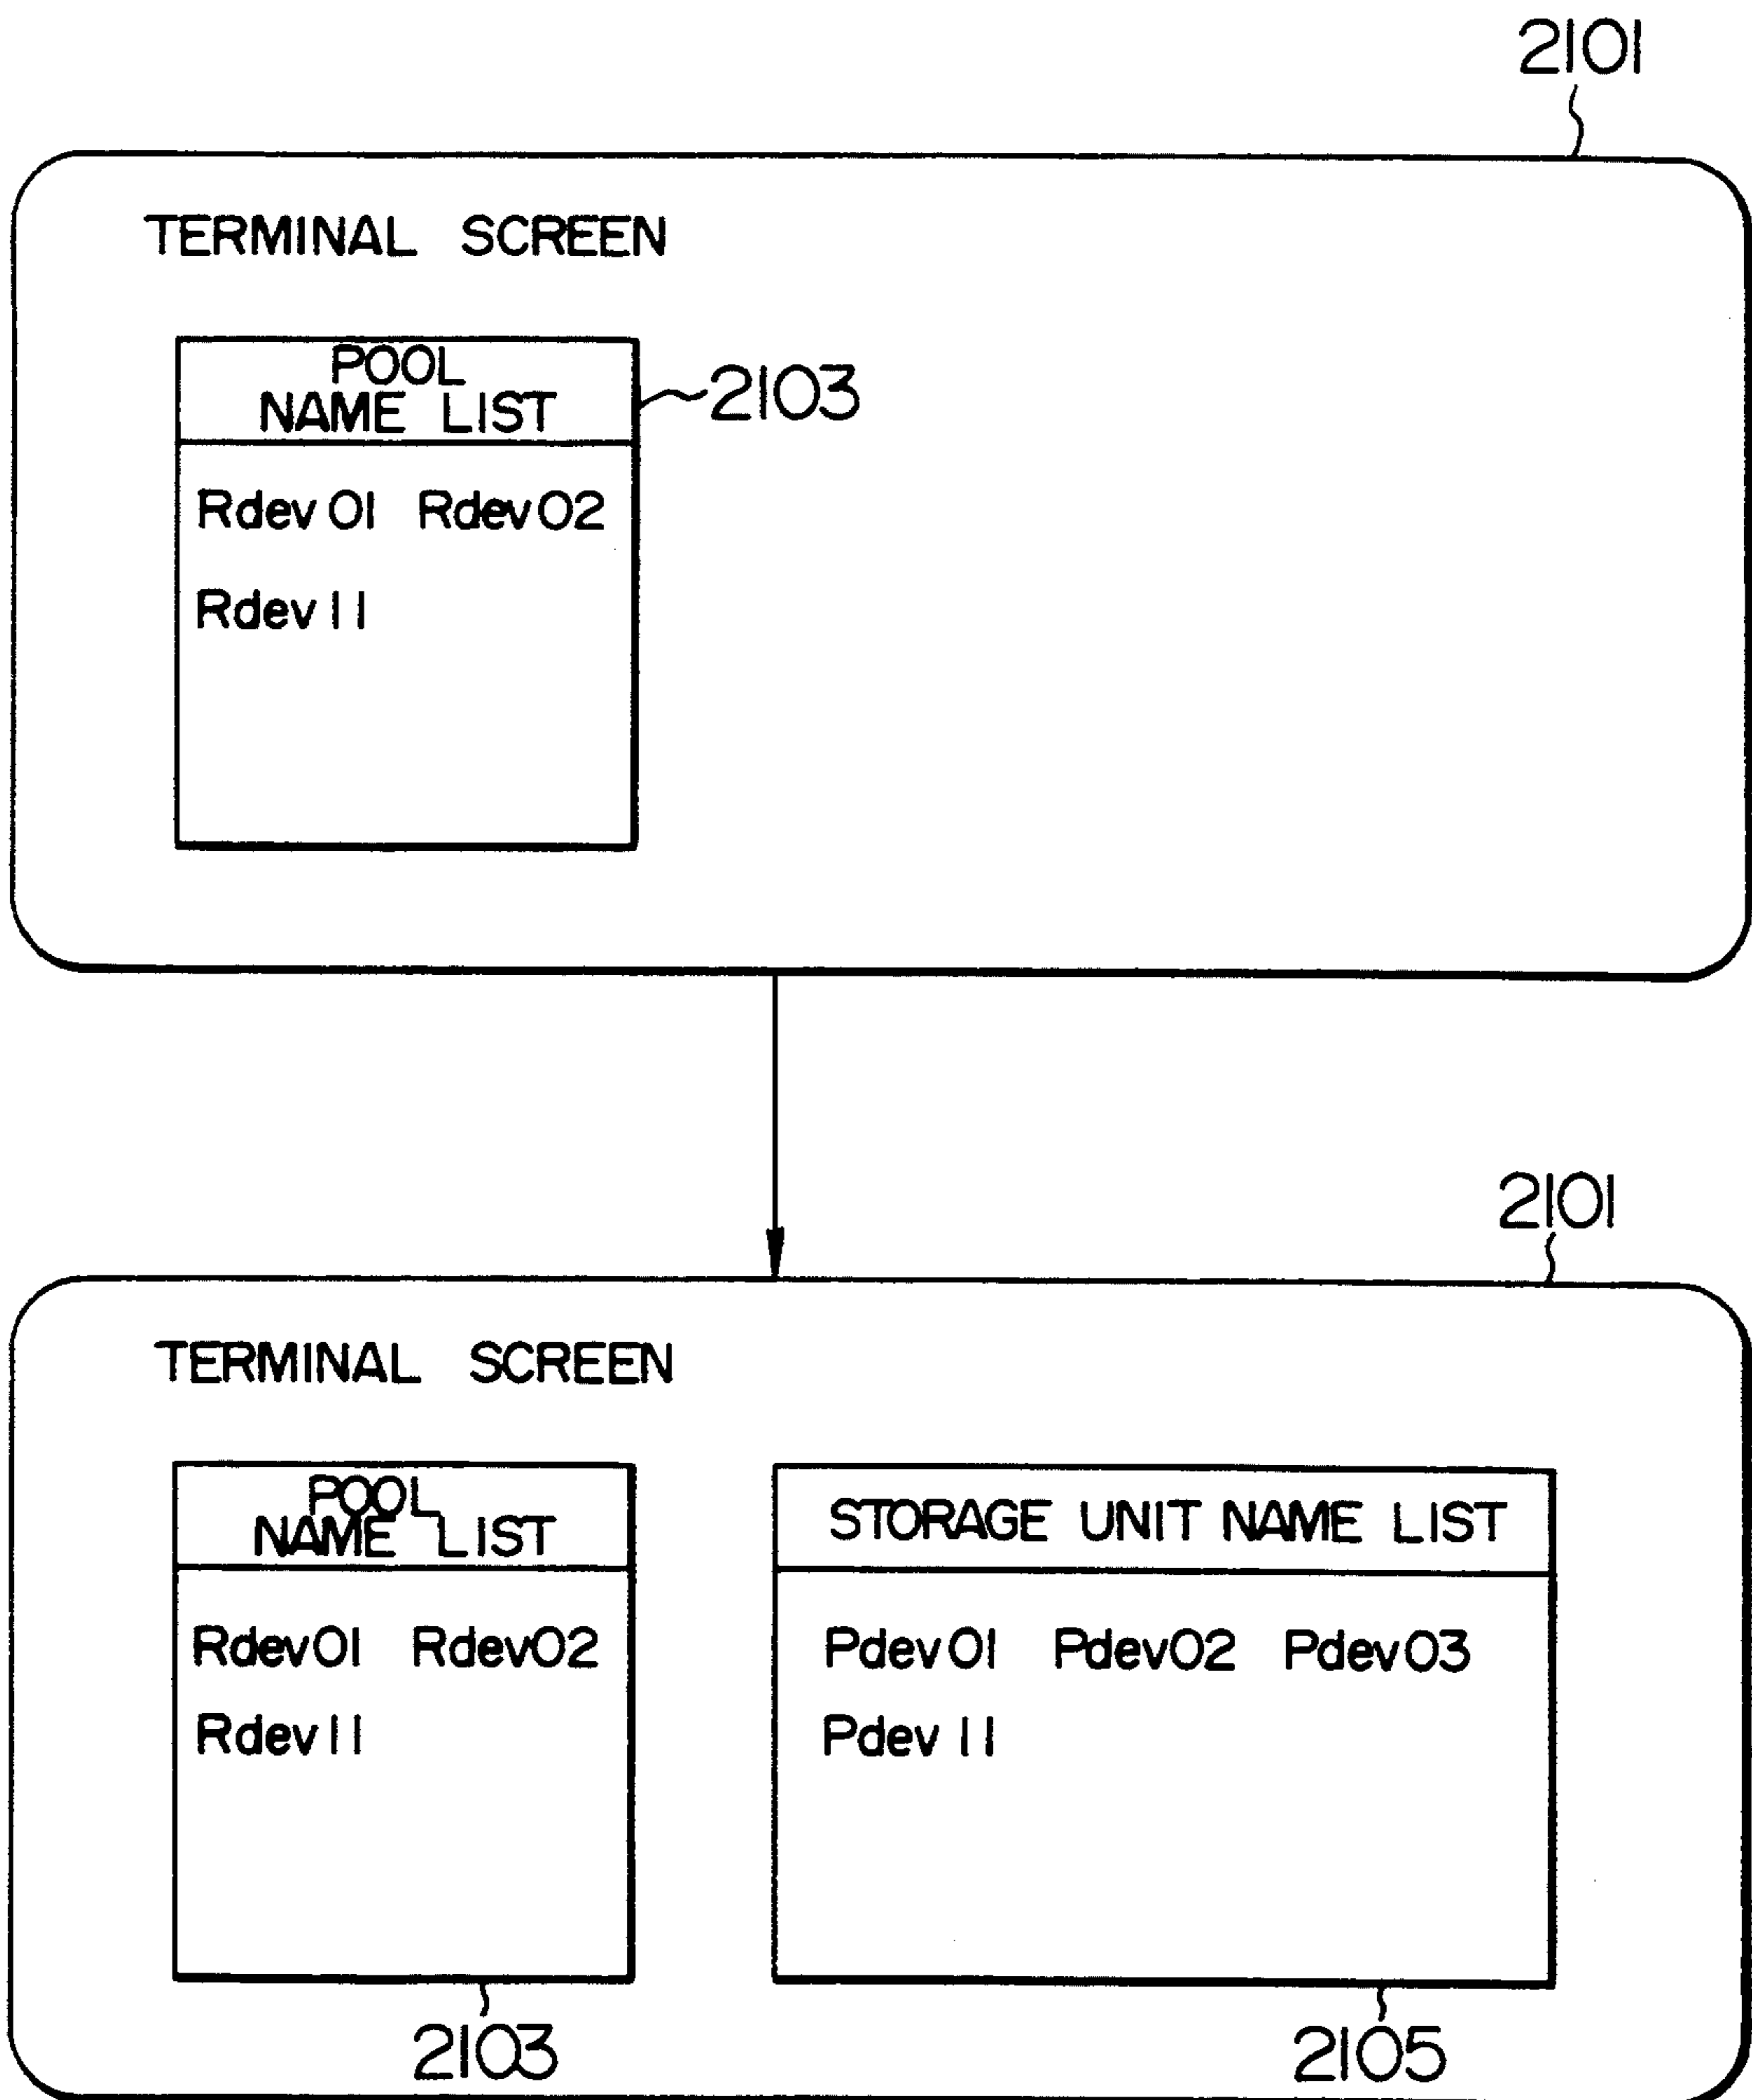 2101
TERMINAL SCREEN
POOL
NAME LIST
2103
Rdev01 Rdev02
Rdev11
2101
TERMINAL SCREEN
POOL
NAME LIST
STORAGE UNIT NAME LIST
Rdev01 Rdev02
Pdev01 Pdev02 Pdev03
Rdev11
Pdev11
2103
2105